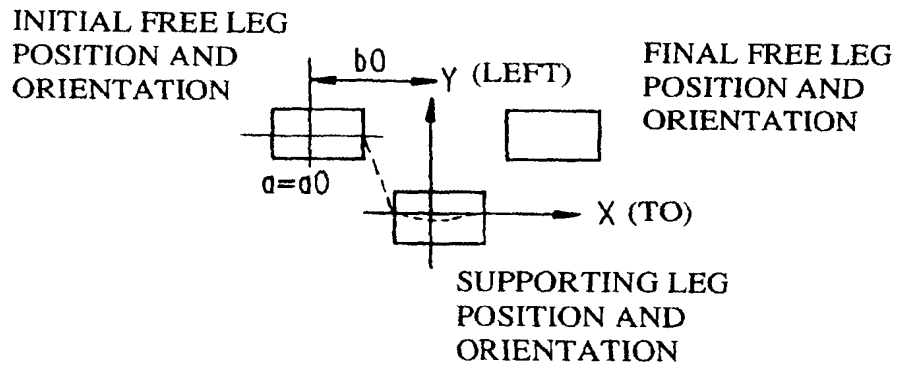 INITIAL FREE LEG
POSITION AND
ORIENTATION
b0
Y (LEFT)
FINAL FREE LEG
POSITION AND
ORIENTATION
a=a0
X (TO)
SUPPORTING LEG
POSITION AND
ORIENTATION